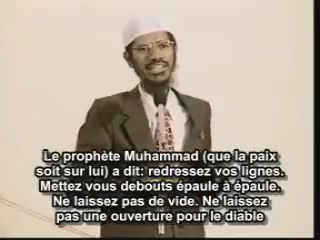 Le prophète Muhammad (que la paix
soit sur lui) a dit: redressez vos lignes.
Mettez vous debouts épaule à épaule.
Ne laissez pas de vide. Ne laissez
pas une ouverture pour le diable